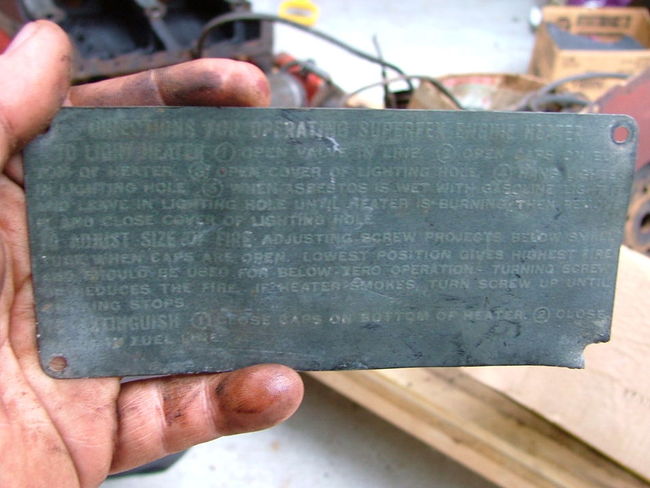 DIRECTIONS FOR OPERATING SUPERFEX ENGINE HEATER
LIGHT HEATER ① OPEN VALVE IN LINE. ② OPEN CAPS ON
OF HEATER. ③ OPEN COVER OF LIGHTING HOLE. ④
IN LIGHTING HOLE. ⑤ WHEN ASBESTOS IS WET WITH GASOLINE
AND LEAVE IN LIGHTING HOLE UNTIL HEATER IS BURNING, THEN
AND CLOSE COVER OF LIGHTING HOLE
TO ADJUST SIZE OF FIRE ADJUSTING SCREW PROJECTS BELOW
WHEN CAPS ARE OPEN. LOWEST POSITION GIVES HIGHEST FIRE
AND SHOULD BE USED FOR BELOW-ZERO OPERATION - TURNING SCREW
REDUCES THE FIRE. IF HEATER SMOKES, TURN SCREW UP UNTIL
STOPS.
EXTINGUISH ① CLOSE CAPS ON BOTTOM OF HEATER. ② CLOSE
FUEL LINE